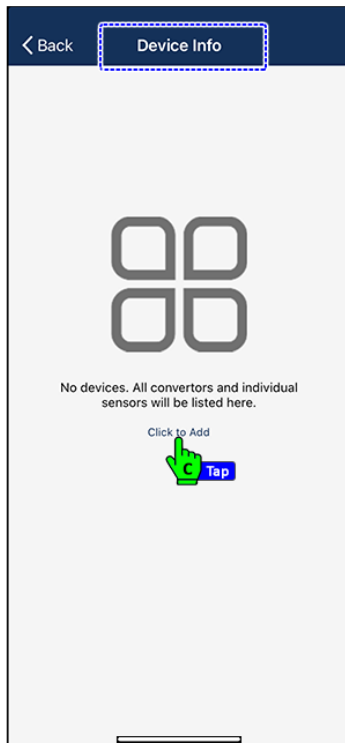 Back
Device Info
No devices. All convertors and individual
sensors will be listed here.
Click to Add
C
Tap